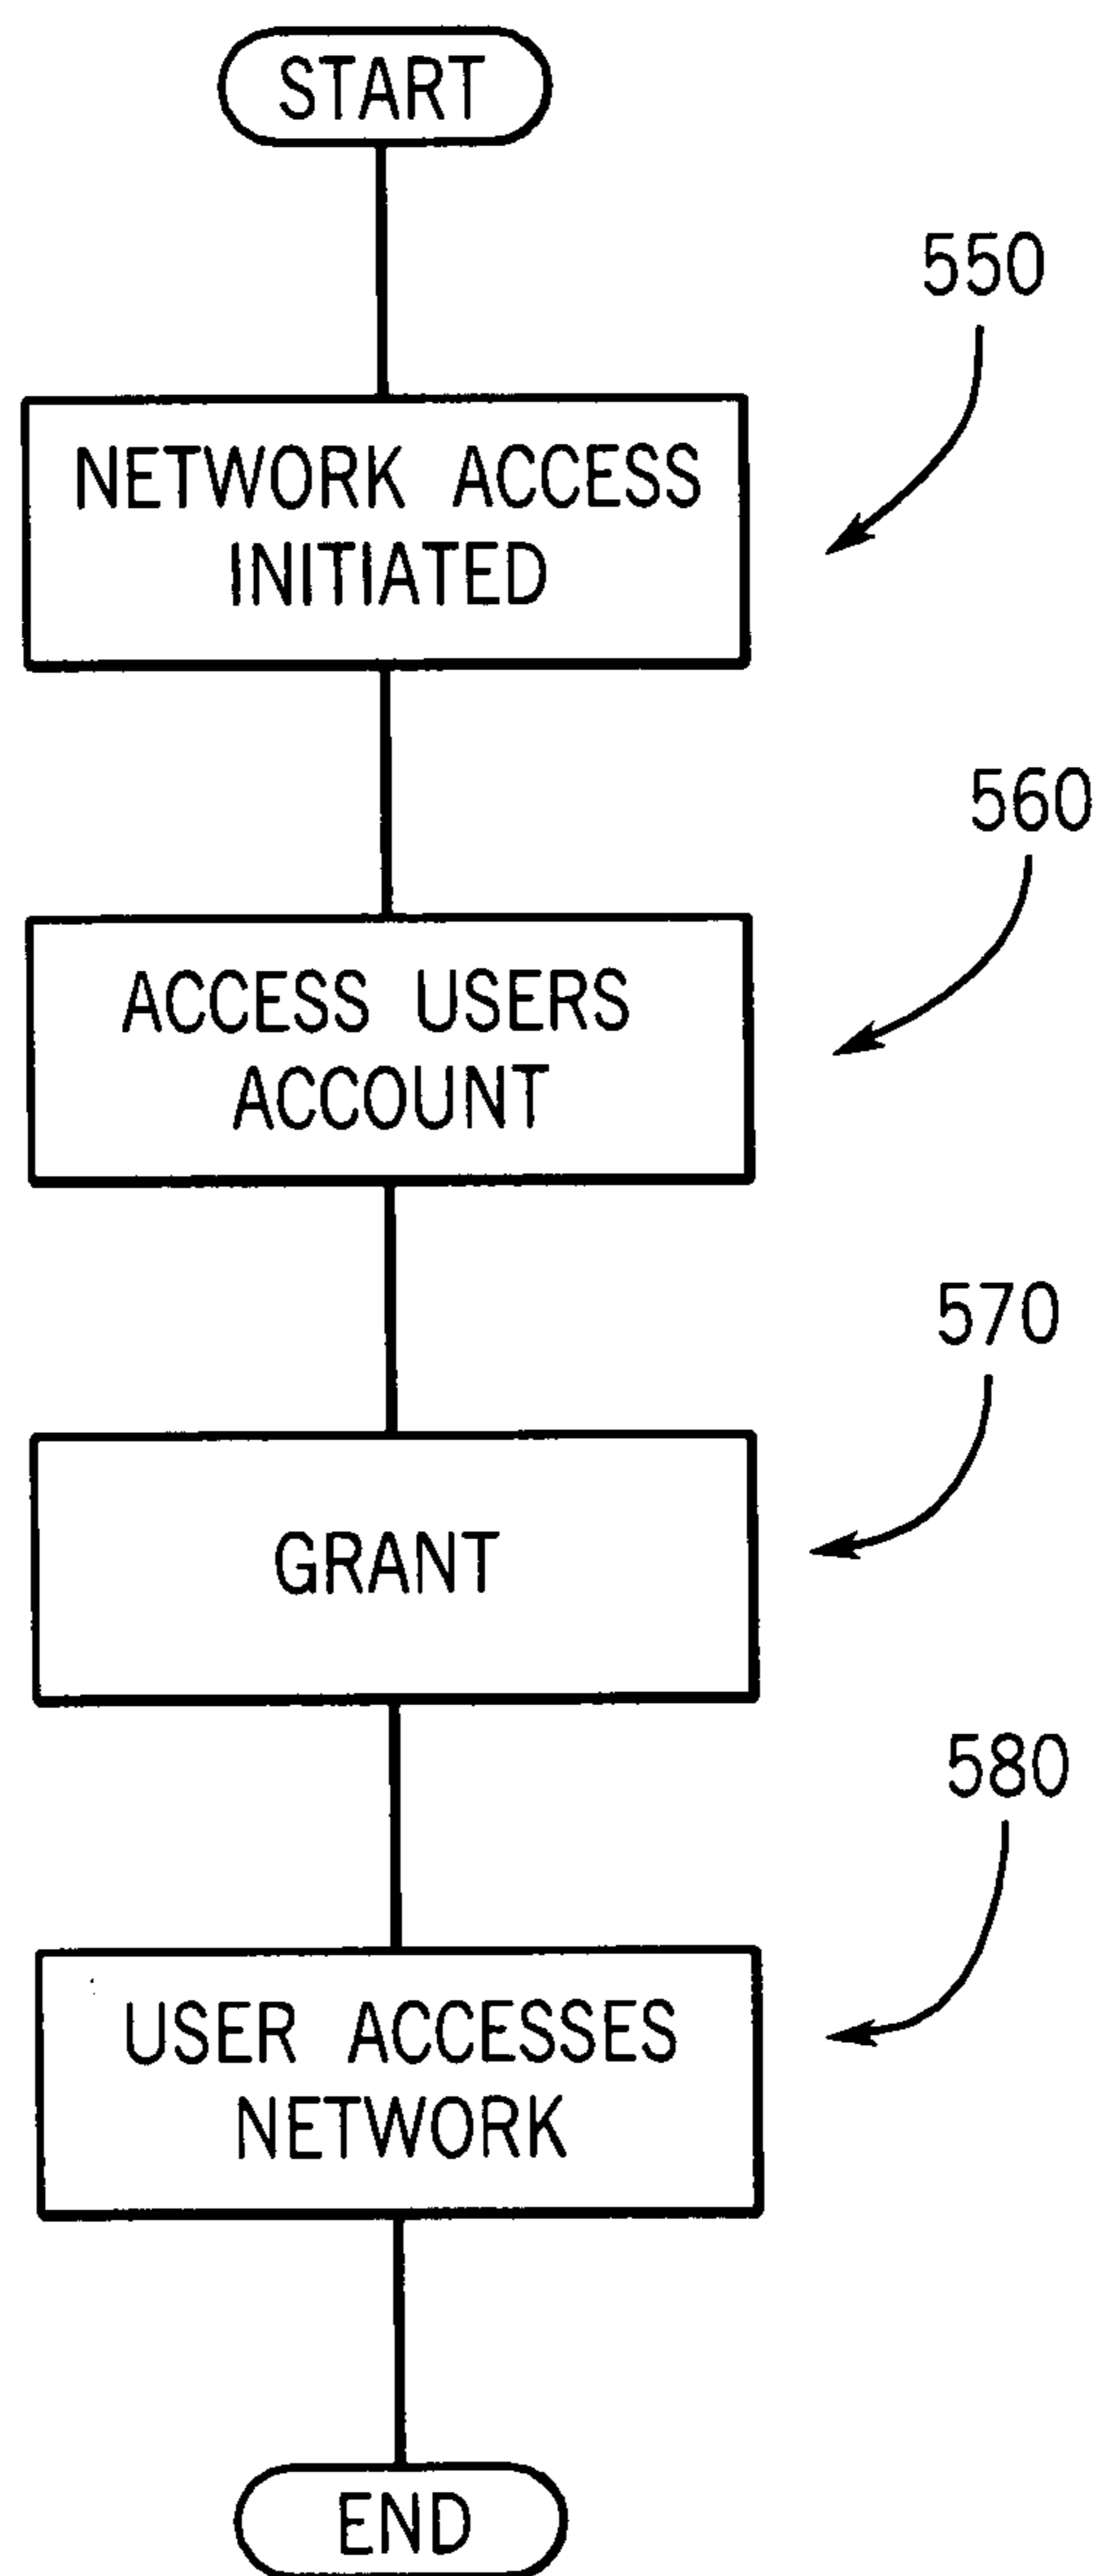 START
550
NETWORK ACCESS
INITIATED
560
ACCESS USERS
ACCOUNT
570
GRANT
580
USER ACCESSES
NETWORK
END